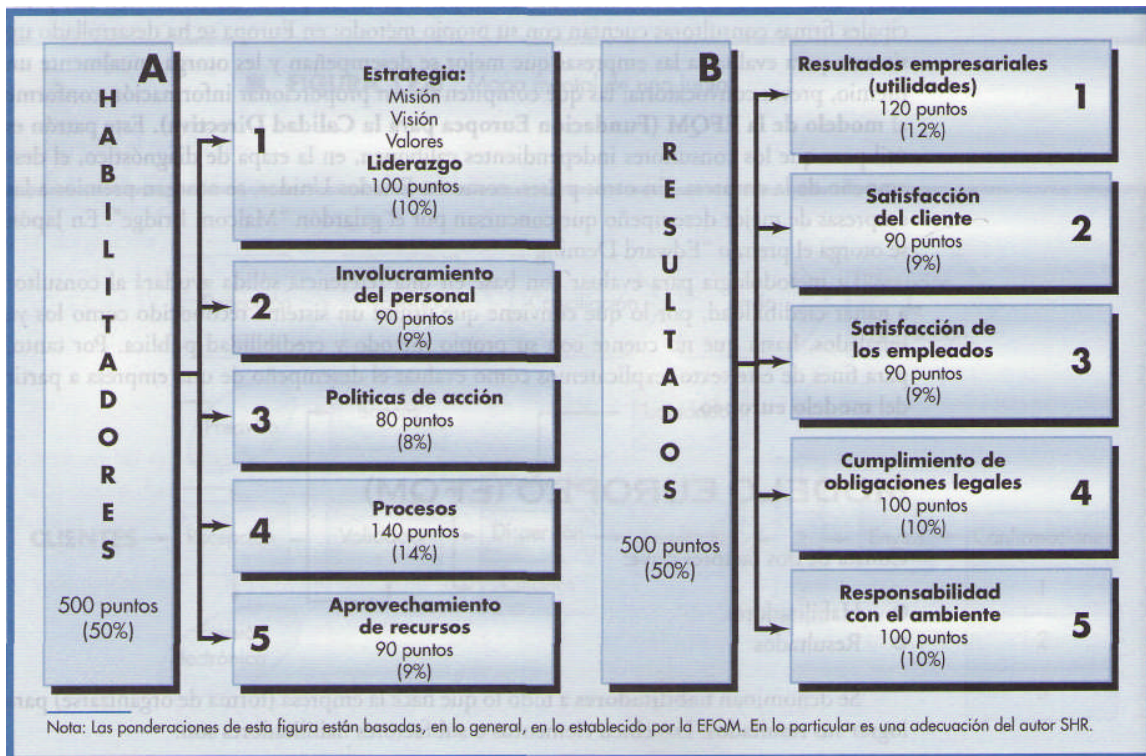 A
HABILITADORES
500 puntos
(50%)
1
Estrategia:
Misión
Visión
Valores
Liderazgo
100 puntos
(10%)
2
Involucramiento
del personal
90 puntos
(9%)
3
Políticas de acción
80 puntos
(8%)
4
Procesos
140 puntos
(14%)
5
Aprovechamiento
de recursos
90 puntos
(9%)
B
RESULTADOS
500 puntos
(50%)
Resultados empresariales
(utilidades)
120 puntos
(12%)
1
Satisfacción
del cliente
90 puntos
(9%)
2
Satisfacción de
los empleados
90 puntos
(9%)
3
Cumplimiento de
obligaciones legales
100 puntos
(10%)
4
Responsabilidad
con el ambiente
100 puntos
(10%)
5
Nota: Las ponderaciones de esta figura están basadas, en lo general, en lo establecido por la EFQM. En lo particular es una adecuación del autor SHR.